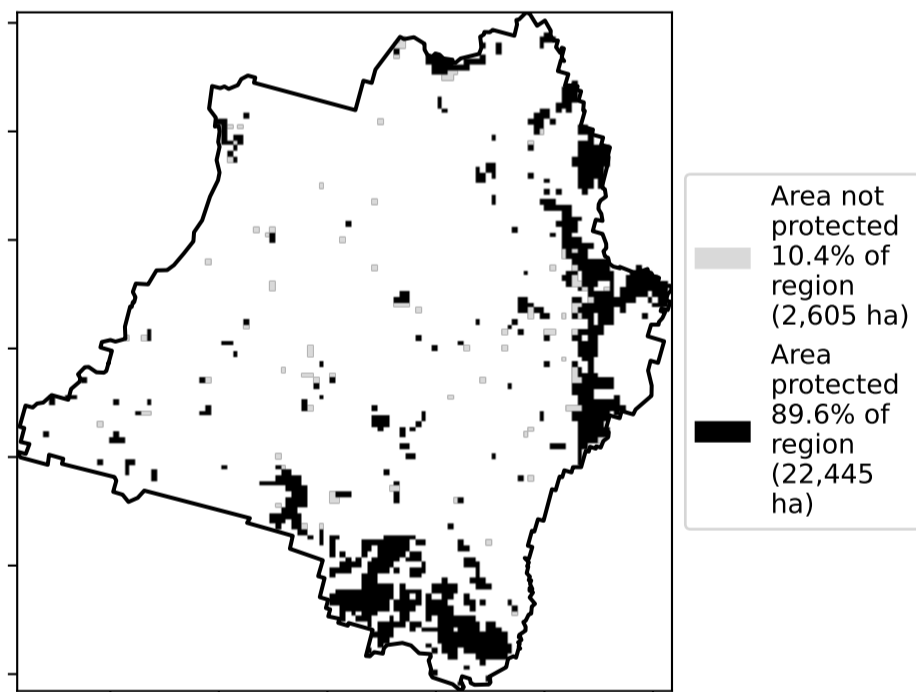 Area not
protected
10.4% of
region
(2,605 ha)
Area
protected
89.6% of
region
(22,445
ha)